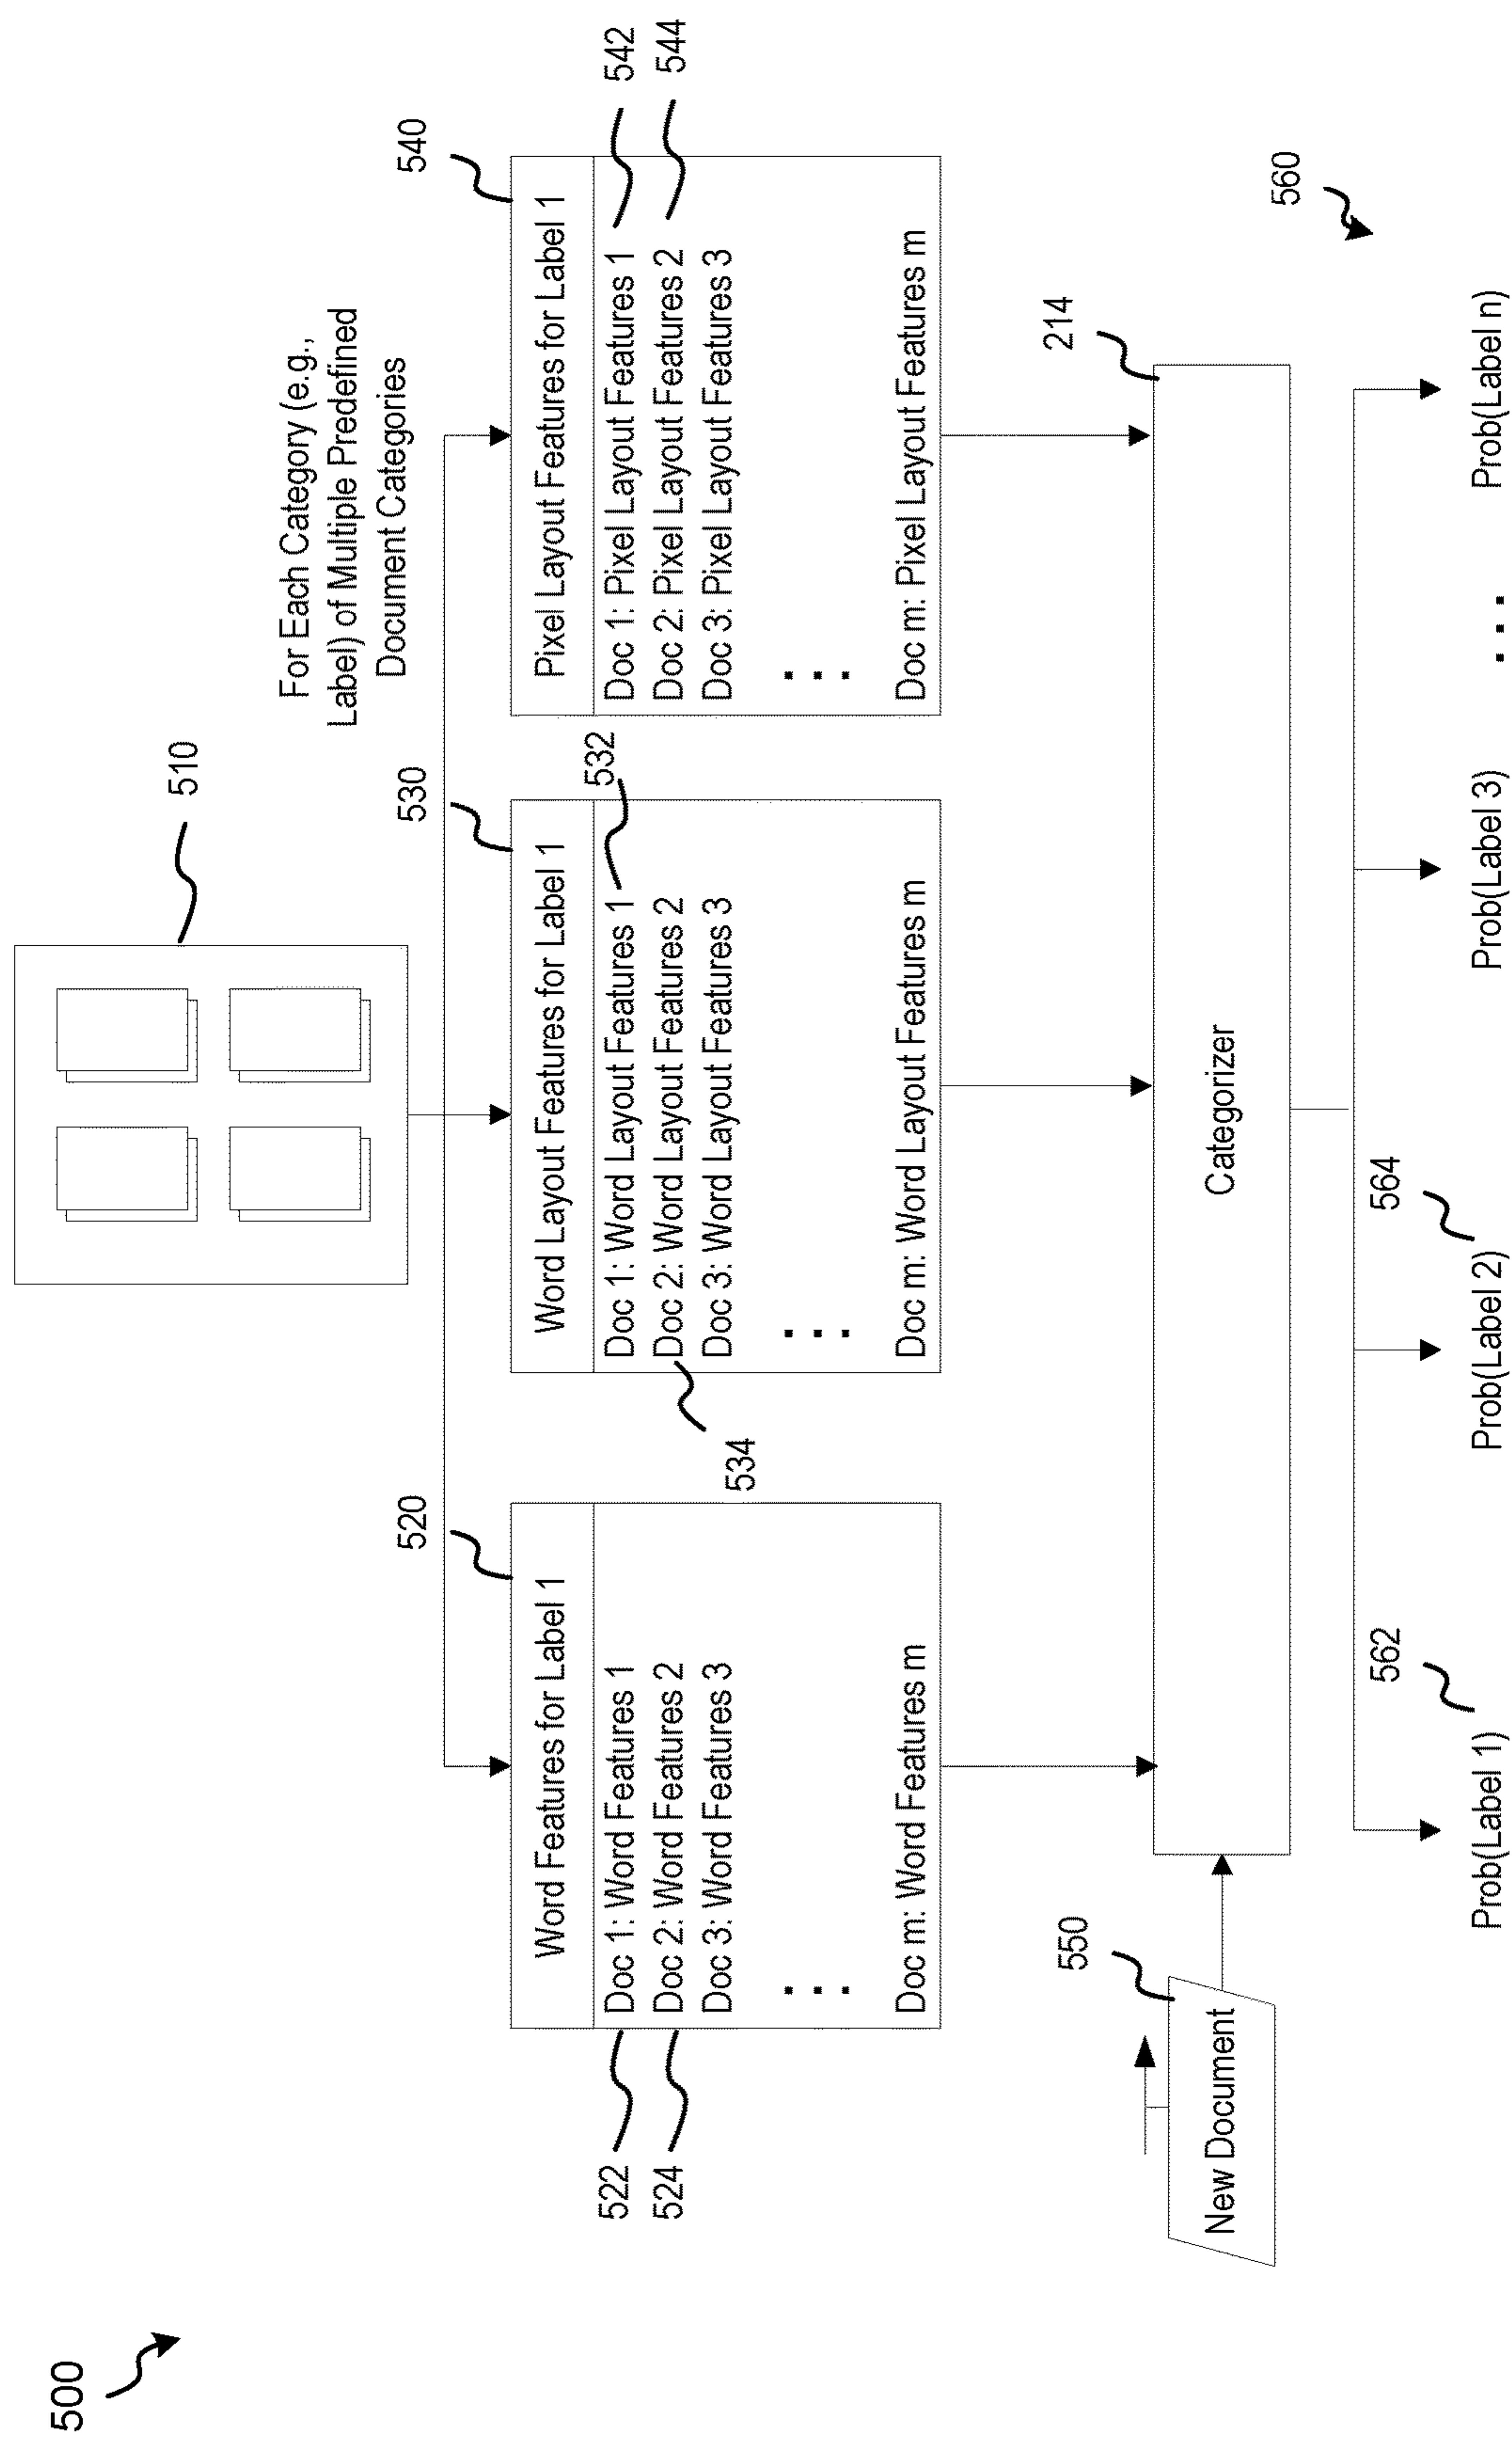 500
510
For Each Category (e.g.,
Label) of Multiple Predefined
Document Categories
520
530
540
Word Features for Label 1
Doc 1: Word Features 1
Doc 2: Word Features 2
Doc 3: Word Features 3
...
Doc m: Word Features m
522
524
Word Layout Features for Label 1
Doc 1: Word Layout Features 1
Doc 2: Word Layout Features 2
Doc 3: Word Layout Features 3
...
Doc m: Word Layout Features m
532
534
Pixel Layout Features for Label 1
Doc 1: Pixel Layout Features 1
Doc 2: Pixel Layout Features 2
Doc 3: Pixel Layout Features 3
...
Doc m: Pixel Layout Features m
542
544
550
New Document
214
Categorizer
560
562
564
Prob(Label 1)
Prob(Label 2)
Prob(Label 3)
...
Prob(Label n)